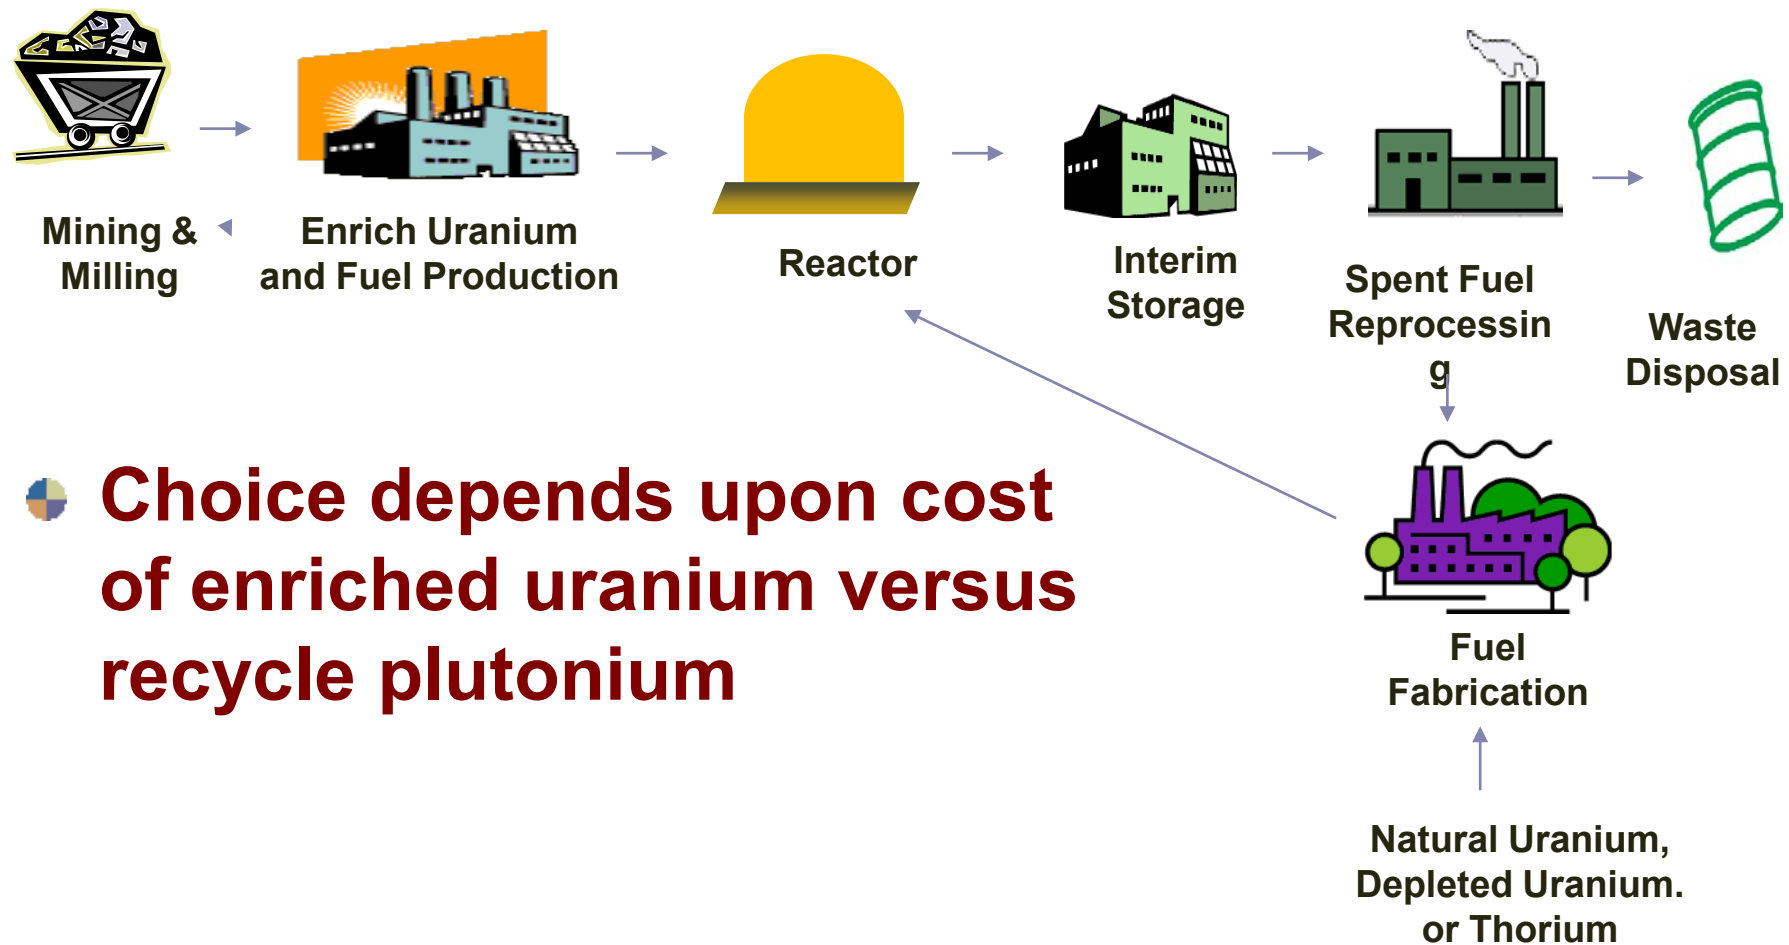 Mining &
Milling
Enrich Uranium
and Fuel Production
Reactor
Interim
Storage
Spent Fuel
Reprocessin
g
Waste
Disposal
Choice depends upon cost
of enriched uranium versus
recycle plutonium
Fuel
Fabrication
Natural Uranium,
Depleted Uranium.
or Thorium